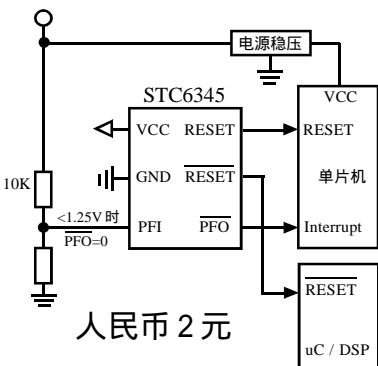 电源稳压
STC6345
VCC RESET
GND RESET
PFI PFO
VCC
RESET
单片机
Interrupt
10K
<1.25V 时
PFO=0
RESET
uC / DSP
人民币 2 元